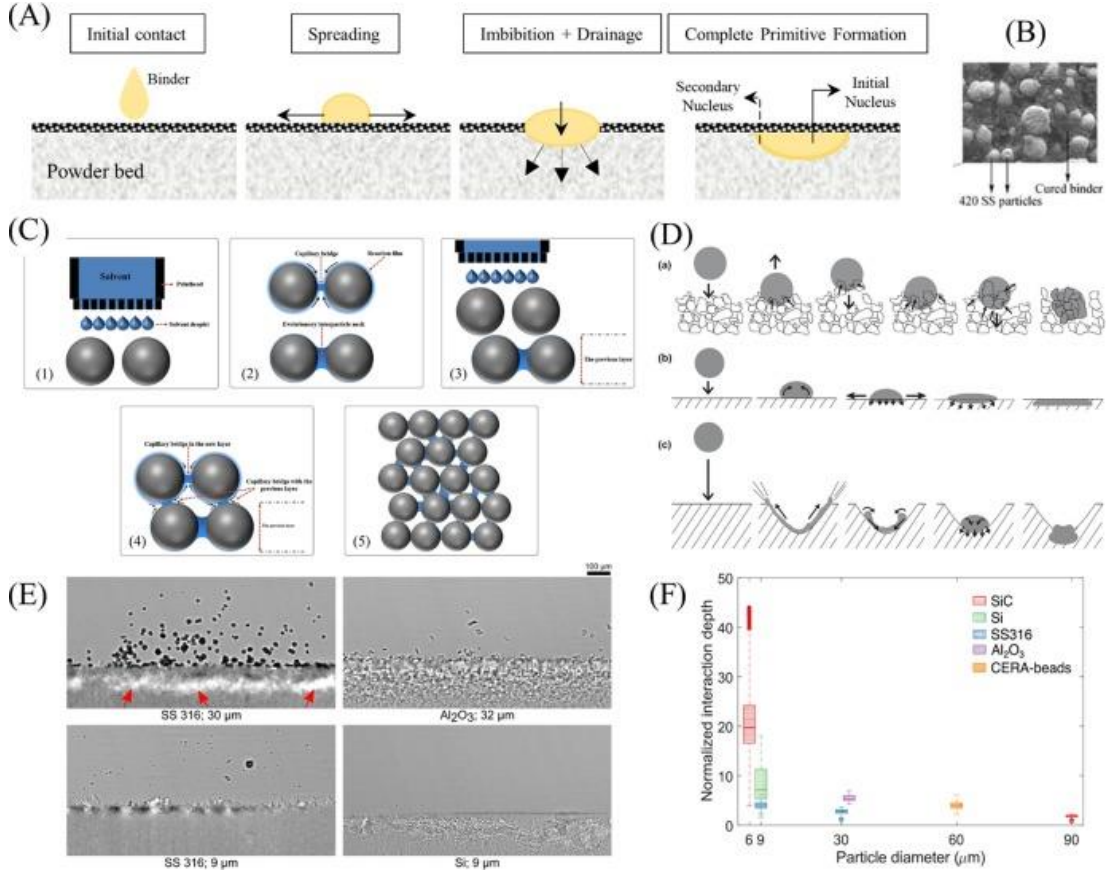 (A)
Initial contact
Spreading
Imbibition + Drainage
Complete Primitive Formation
Binder
Secondary
Nucleus
Initial
Nucleus
Powder bed
(B)
Cured binder
420 SS particles
(C)
Solvent
Printhead
Solvent droplet
(1)
Capillary bridge
Reaction film
Evolutionary interparticle neck
(2)
The previous layer
(3)
Capillary bridge in the new layer
Capillary bridge with the
previous layer
The previous layer
(4)
(5)
(D)
(a)
(b)
(c)
(E)
100 µm
SS 316; 30 µm
Al2O3; 32 µm
SS 316; 9 µm
Si; 9 µm
(F)
Normalized interaction depth
50
40
30
20
10
0
SiC
Si
SS316
Al2O3
CERA-beads
6 9 30 60 90
Particle diameter (µm)